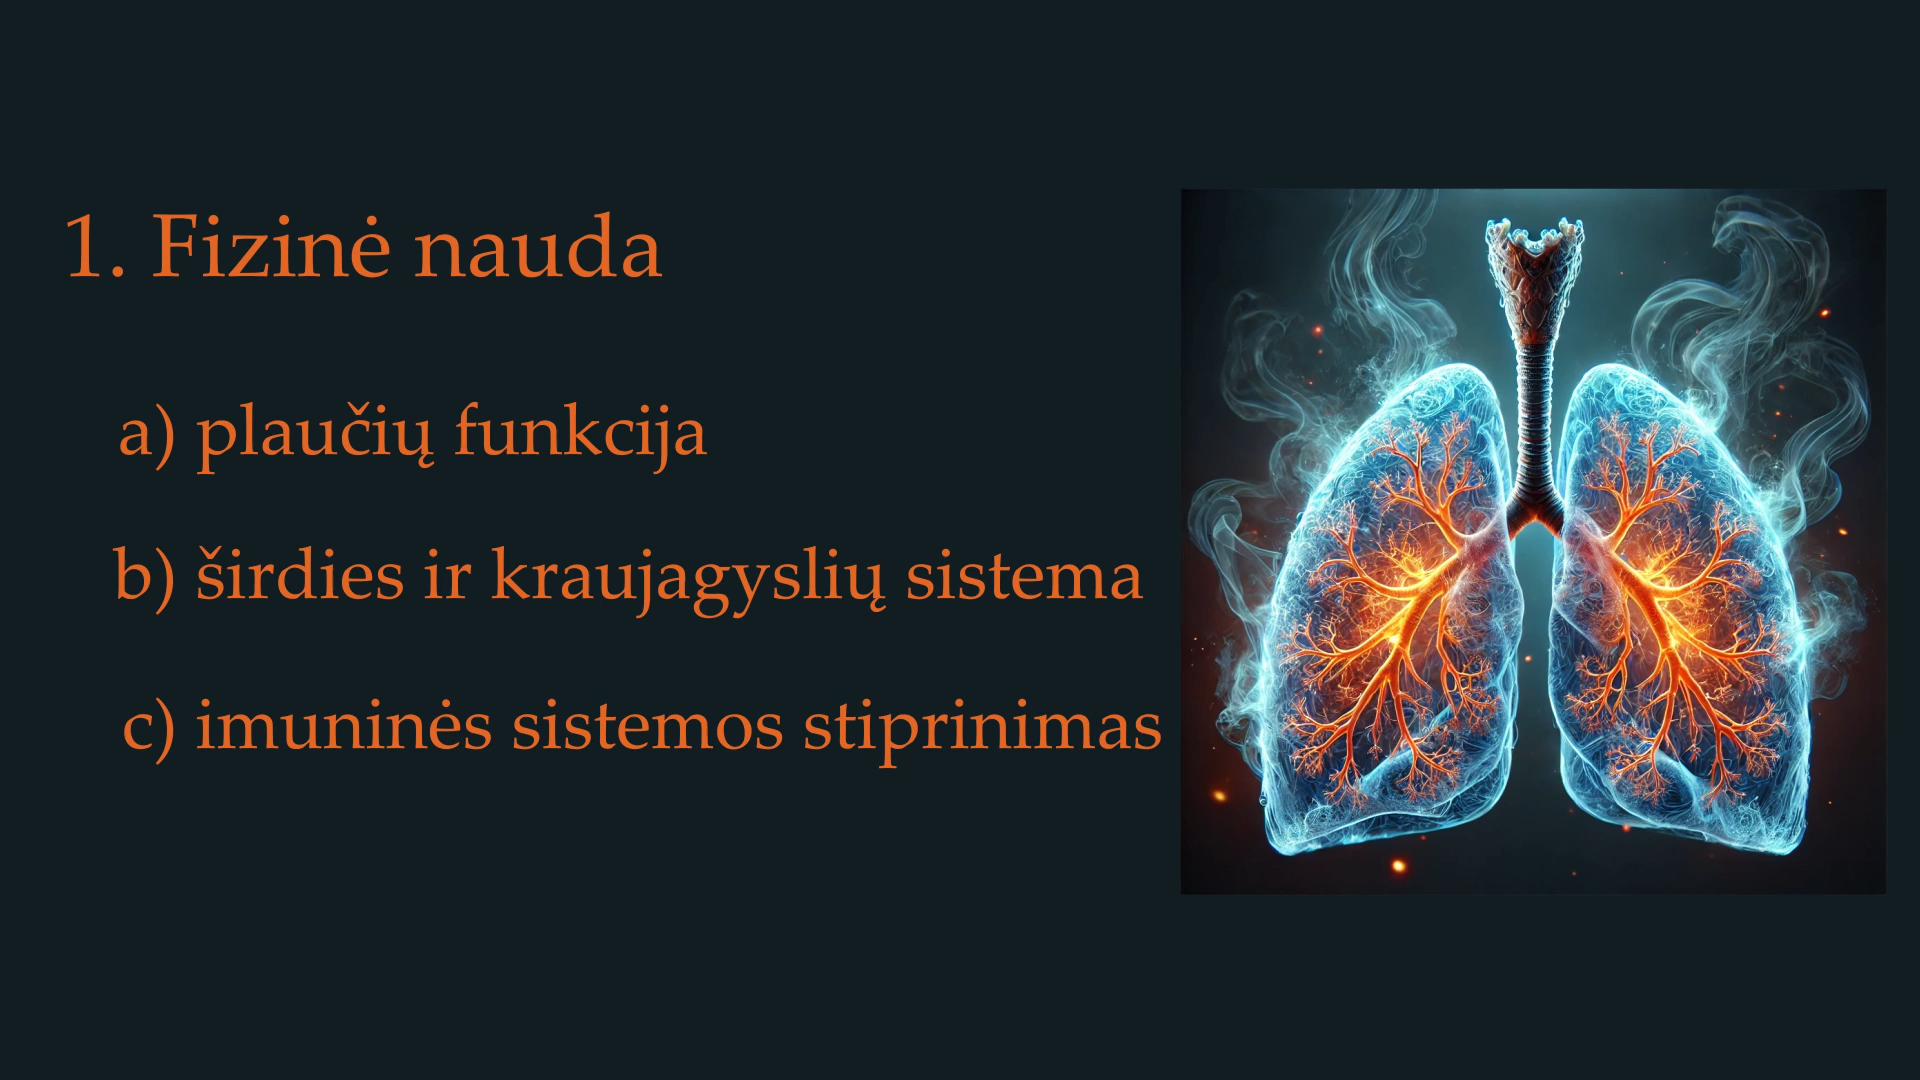 1. Fizinė nauda
a) plaučių funkcija
b) širdies ir kraujagyslių sistema
c) imuninės sistemos stiprinimas